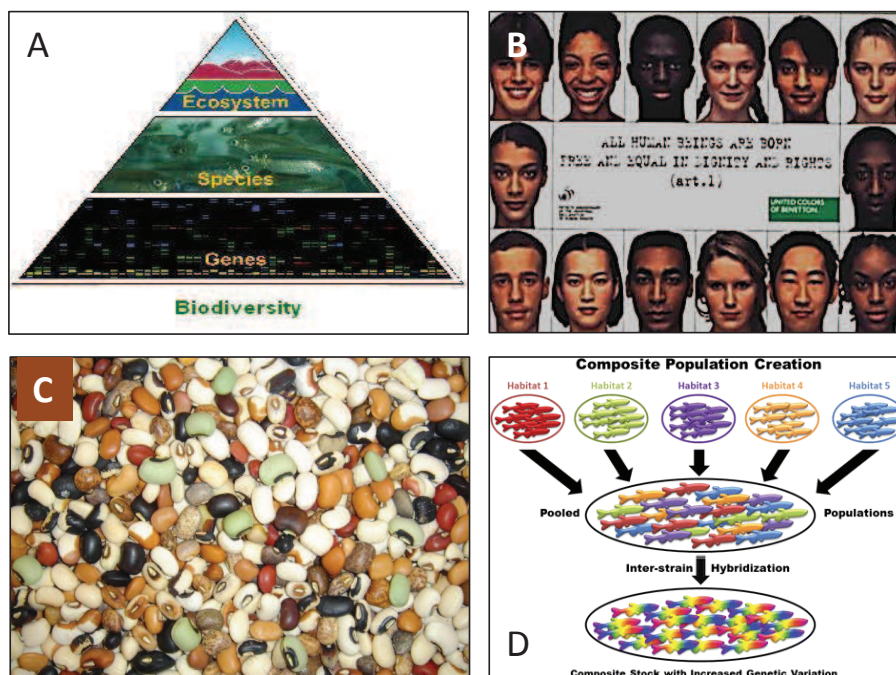 A
Ecosystem
Species
Genes
Biodiversity
B
ALL HUMAN BEINGS ARE BORN
FREE AND EQUAL IN DIGNITY AND RIGHTS
(art.1)
UNITED COLORS
OF BENETTON.
C
Composite Population Creation
Habitat 1 Habitat 2 Habitat 3 Habitat 4 Habitat 5
Pooled Populations
Inter-strain Hybridization
D
Composite Stock with Increased Genetic Variation